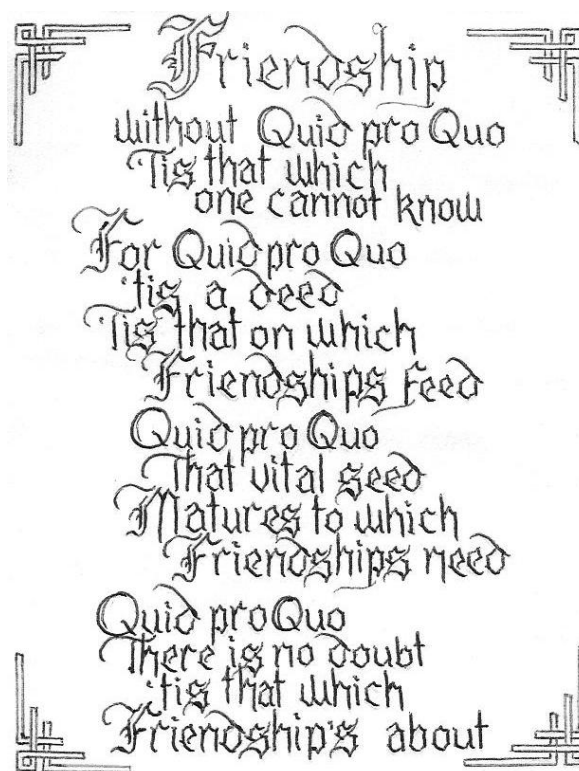 Friendship
without Quid pro Quo
'Tis that which
one cannot know
For Quid pro Quo
'tis a deed
'Tis that on which
Friendships feed
Quid pro Quo
That vital seed
Matures to which
Friendships need
Quid pro Quo
There is no doubt
'tis that which
Friendship's about